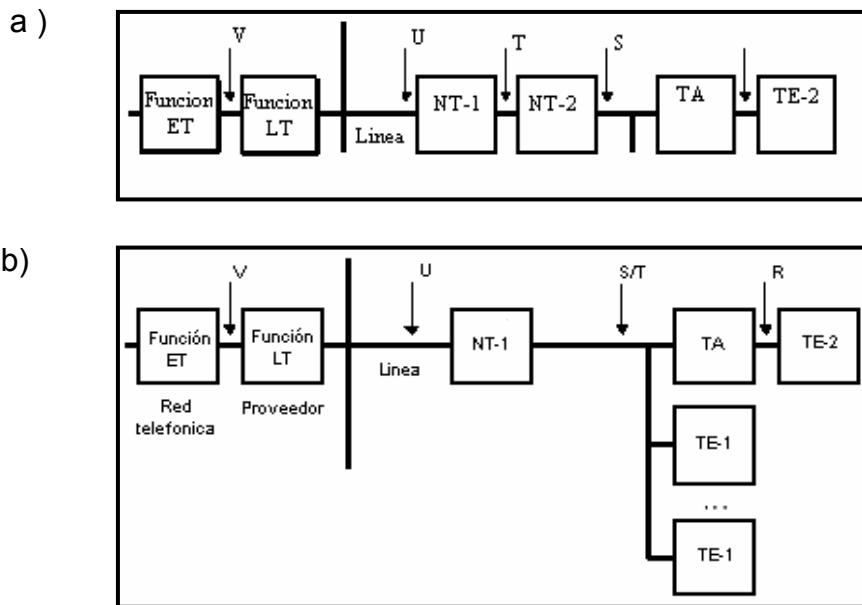 a )
V U T S
Funcion ET
Funcion LT
Linea
NT-1
NT-2
TA
TE-2
b)
V U S/T R
Función ET
Función LT
Linea
NT-1
TA
TE-2
Red telefonica
Proveedor
TE-1
...
TE-1